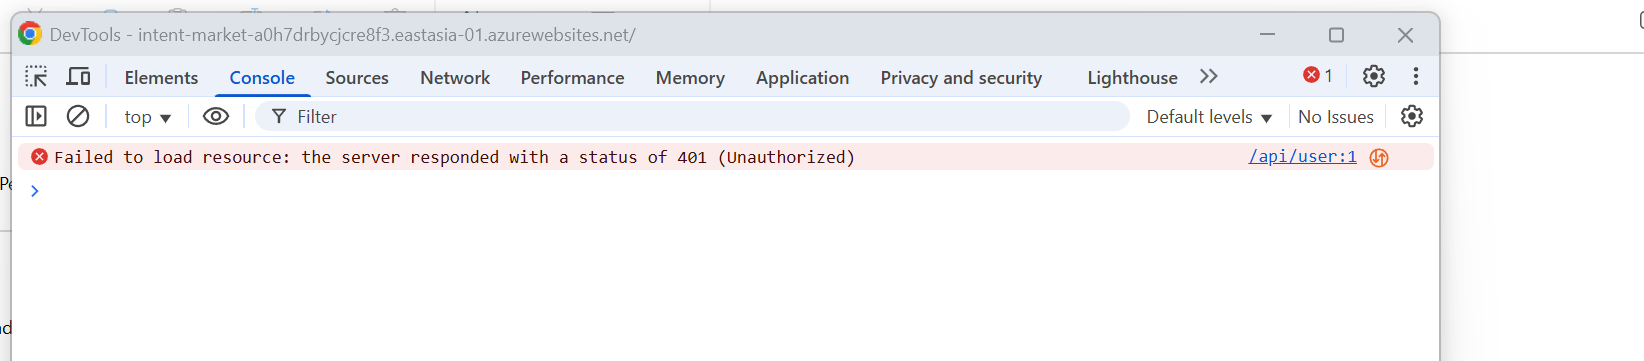 DevTools - intent-market-a0h7drbycjcre8f3.eastasia-01.azurewebsites.net/
Elements Console Sources Network Performance Memory Application Privacy and security Lighthouse 1
top Filter Default levels No Issues
Failed to load resource: the server responded with a status of 401 (Unauthorized) /api/user:1